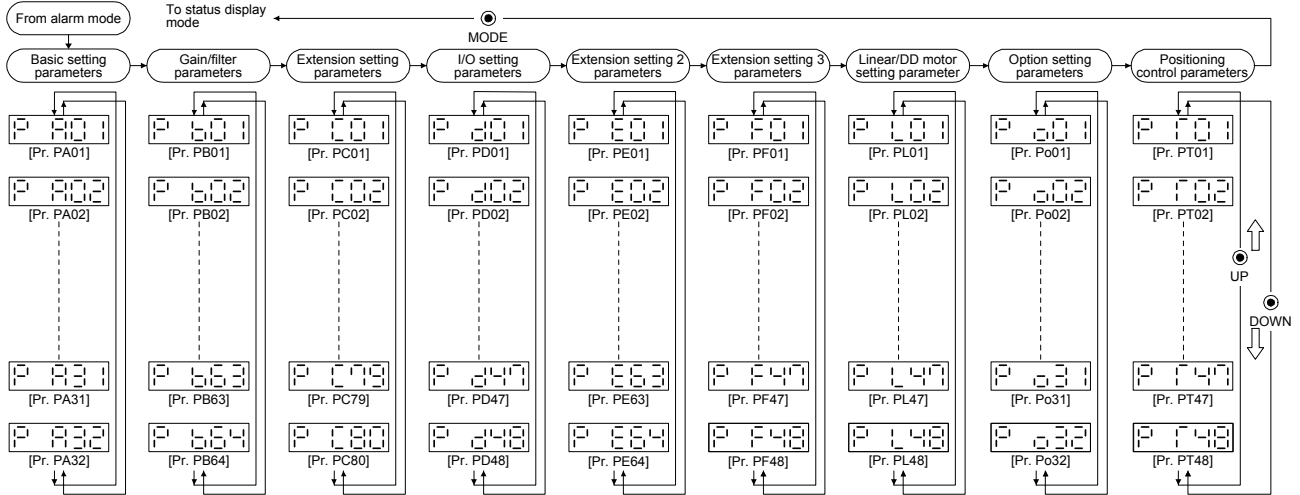 From alarm mode
To status display
mode
MODE
Basic setting
parameters
Gain/filter
parameters
Extension setting
parameters
I/O setting
parameters
Extension setting 2
parameters
Extension setting 3
parameters
Linear/DD motor
setting parameter
Option setting
parameters
Positioning
control parameters
P A01
P b01
P C01
P d01
P E01
P F01
P L01
P o01
P T01
[Pr. PA01]
[Pr. PB01]
[Pr. PC01]
[Pr. PD01]
[Pr. PE01]
[Pr. PF01]
[Pr. PL01]
[Pr. Po01]
[Pr. PT01]
P A02
P b02
P C02
P d02
P E02
P F02
P L02
P o02
P T02
[Pr. PA02]
[Pr. PB02]
[Pr. PC02]
[Pr. PD02]
[Pr. PE02]
[Pr. PF02]
[Pr. PL02]
[Pr. Po02]
[Pr. PT02]
UP
DOWN
P A31
P b63
P C79
P d47
P E63
P F47
P L47
P o31
P T47
[Pr. PA31]
[Pr. PB63]
[Pr. PC79]
[Pr. PD47]
[Pr. PE63]
[Pr. PF47]
[Pr. PL47]
[Pr. Po31]
[Pr. PT47]
P A32
P b64
P C80
P d48
P E64
P F48
P L48
P o32
P T48
[Pr. PA32]
[Pr. PB64]
[Pr. PC80]
[Pr. PD48]
[Pr. PE64]
[Pr. PF48]
[Pr. PL48]
[Pr. Po32]
[Pr. PT48]